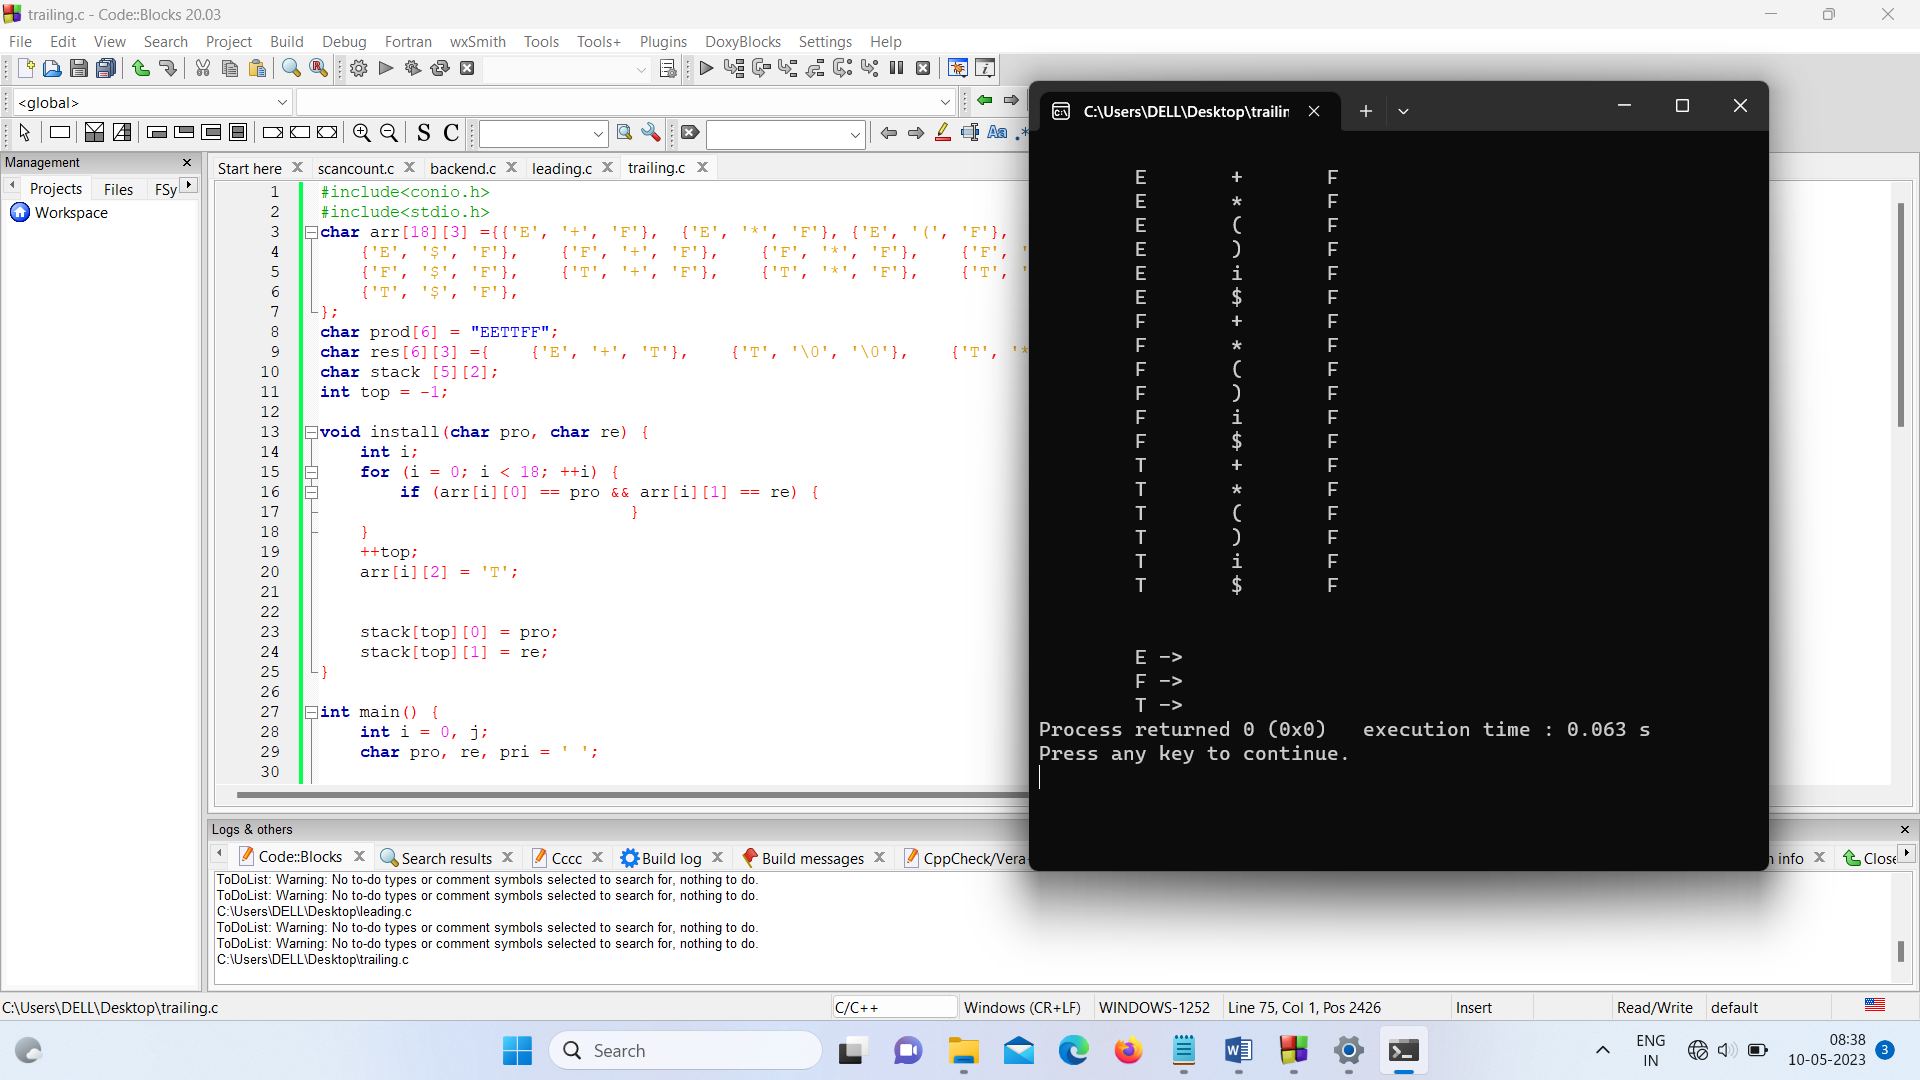 trailing.c - Code::Blocks 20.03
File Edit View Search Project Build Debug Fortran wxSmith Tools Tools+ Plugins DoxyBlocks Settings Help
<global>
S C
Aa .*
Management
Projects Files FSy
Workspace
Start here scancount.c backend.c leading.c trailing.c
1 #include<conio.h>
2 #include<stdio.h>
3 char arr[18][3] ={{'E', '+', 'F'}, {'E', '*', 'F'}, {'E', '(', 'F'},
4 {'E', '$', 'F'}, {'F', '+', 'F'}, {'F', '*', 'F'}, {'F', '
5 {'F', '$', 'F'}, {'T', '+', 'F'}, {'T', '*', 'F'}, {'T', '
6 {'T', '$', 'F'},
7 };
8 char prod[6] = "EETTFF";
9 char res[6][3] ={ {'E', '+', 'T'}, {'T', '\0', '\0'}, {'T', '*
10 char stack [5][2];
11 int top = -1;
12
13 void install(char pro, char re) {
14 int i;
15 for (i = 0; i < 18; ++i) {
16 if (arr[i][0] == pro && arr[i][1] == re) {
17 }
18 }
19 ++top;
20 arr[i][2] = 'T';
21
22
23 stack[top][0] = pro;
24 stack[top][1] = re;
25 }
26
27 int main() {
28 int i = 0, j;
29 char pro, re, pri = ' ';
30
C:\Users\DELL\Desktop\trailin
E + F
E * F
E ( F
E ) F
E i F
E $ F
F + F
F * F
F ( F
F ) F
F i F
F $ F
T + F
T * F
T ( F
T ) F
T i F
T $ F
E ->
F ->
T ->
Process returned 0 (0x0) execution time : 0.063 s
Press any key to continue.
Logs & others
Code::Blocks Search results Cccc Build log Build messages CppCheck/Vera n info Close
ToDoList: Warning: No to-do types or comment symbols selected to search for, nothing to do.
ToDoList: Warning: No to-do types or comment symbols selected to search for, nothing to do.
C:\Users\DELL\Desktop\leading.c
ToDoList: Warning: No to-do types or comment symbols selected to search for, nothing to do.
ToDoList: Warning: No to-do types or comment symbols selected to search for, nothing to do.
C:\Users\DELL\Desktop\trailing.c
C:\Users\DELL\Desktop\trailing.c C/C++ Windows (CR+LF) WINDOWS-1252 Line 75, Col 1, Pos 2426 Insert Read/Write default
Search
ENG
IN
08:38
10-05-2023
3